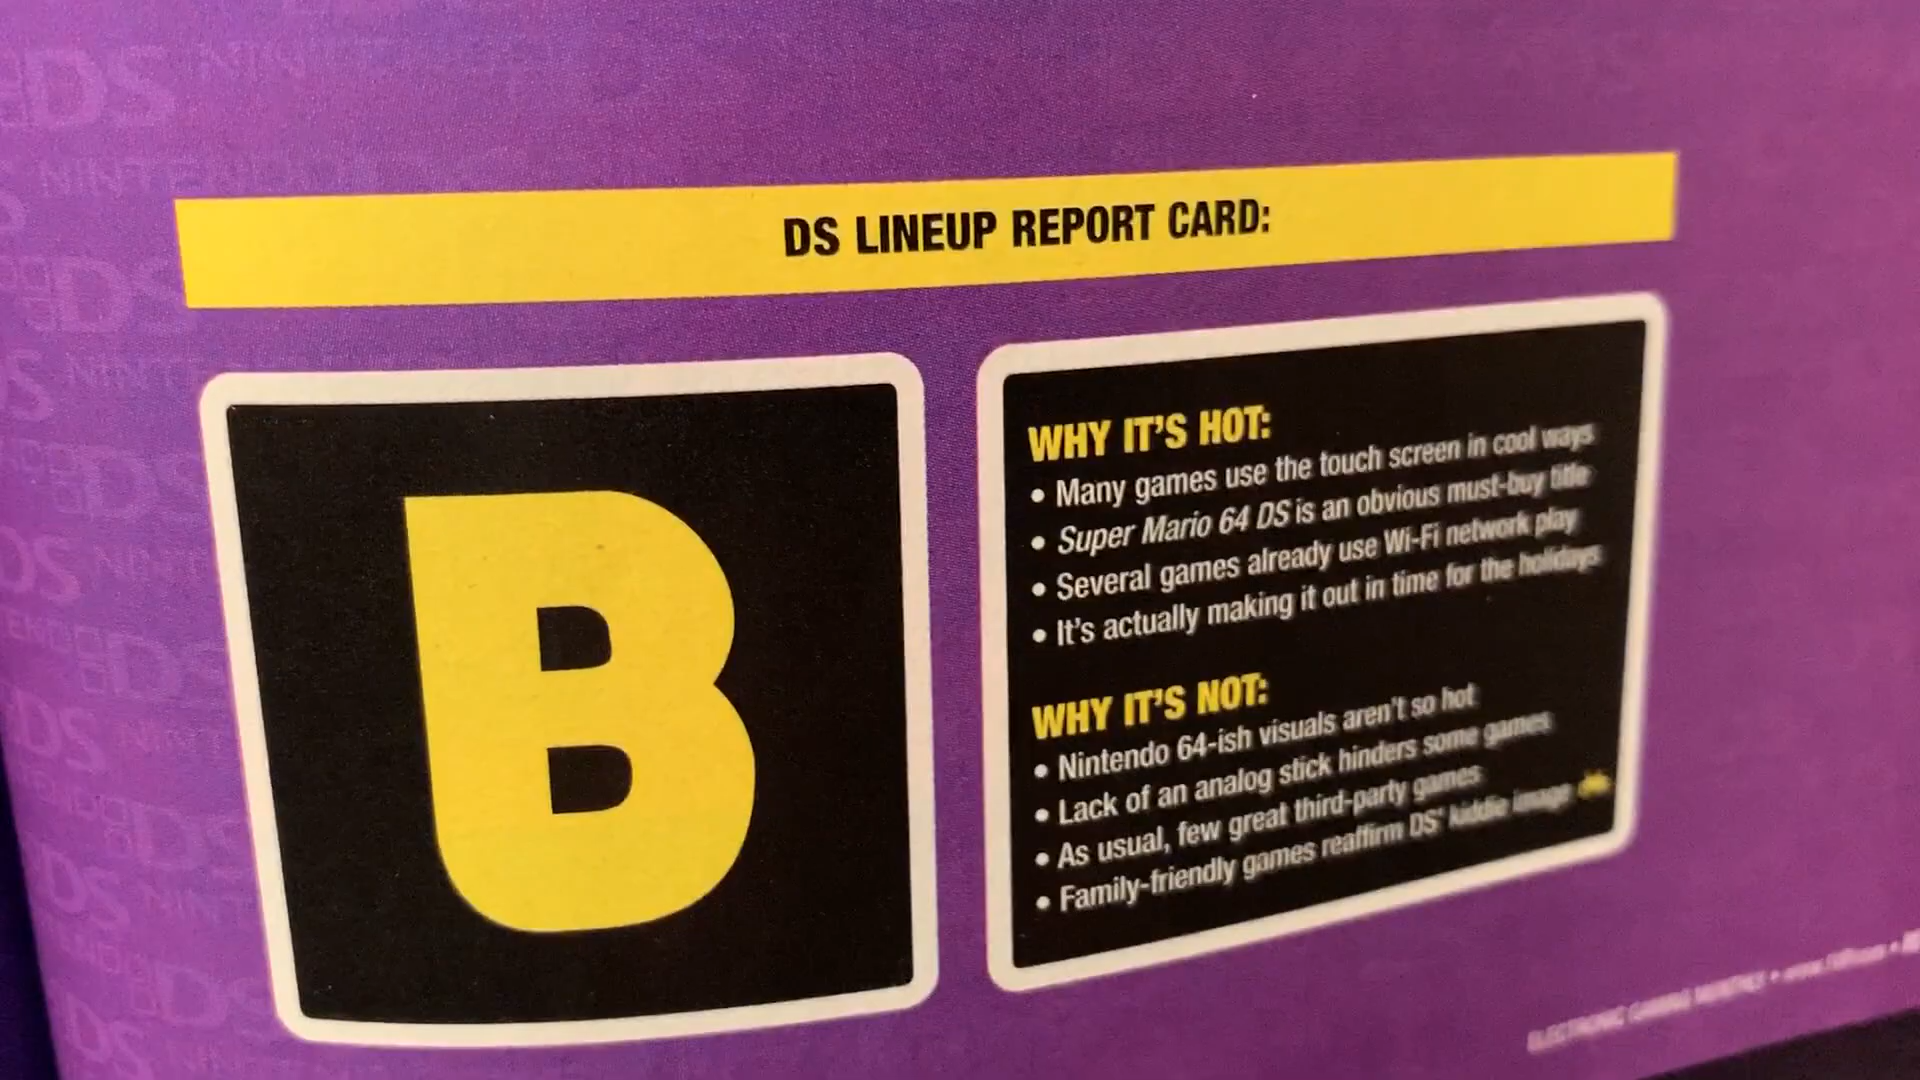 DS LINEUP REPORT CARD:
B
WHY IT'S HOT:
• Many games use the touch screen in cool ways
• Super Mario 64 DS is an obvious must-buy title
• Several games already use Wi-Fi network play
• It's actually making it out in time for the holidays
WHY IT'S NOT:
• Nintendo 64-ish visuals aren't so hot
• Lack of an analog stick hinders some games
• As usual, few great third-party games
• Family-friendly games reaffirm DS' kiddie image
ELECTRONIC GAMING MONTHLY •